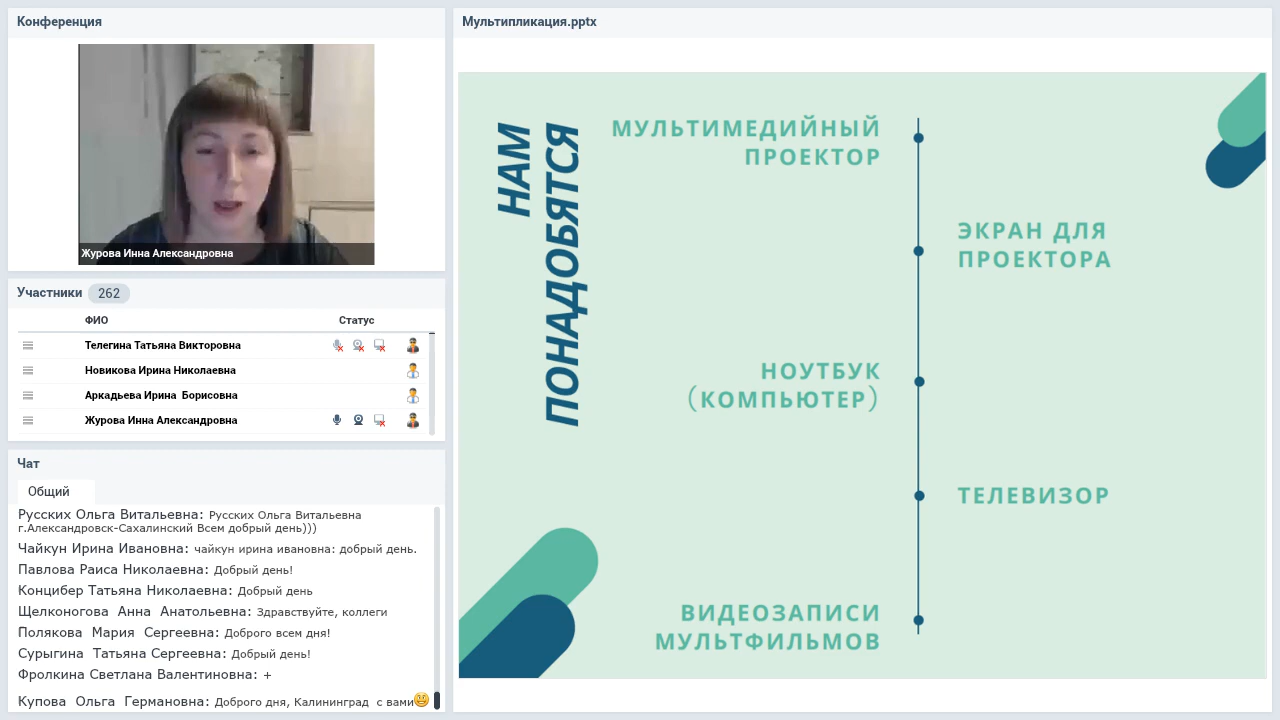 Конференция
Журова Инна Александровна
Участники 262
ФИО Статус
Телегина Татьяна Викторовна
Новикова Ирина Николаевна
Аркадьева Ирина Борисовна
Журова Инна Александровна
Чат
Общий
Русских Ольга Витальевна: Русских Ольга Витальевна
г.Александровск-Сахалинский Всем добрый день)))
Чайкун Ирина Ивановна: чайкун ирина ивановна: добрый день.
Павлова Раиса Николаевна: Добрый день!
Концибер Татьяна Николаевна: Добрый день
Щелконогова Анна Анатольевна: Здравствуйте, коллеги
Полякова Мария Сергеевна: Доброго всем дня!
Сурыгина Татьяна Сергеевна: Добрый день!
Фролкина Светлана Валентиновна: +
Купова Ольга Германовна: Доброго дня, Калининград с вами
Мультипликация.pptx
НАМ
ПОНАДОБЯТСЯ
МУЛЬТИМЕДИЙНЫЙ
ПРОЕКТОР
ЭКРАН ДЛЯ
ПРОЕКТОРА
НОУТБУК
(КОМПЬЮТЕР)
ТЕЛЕВИЗОР
ВИДЕОЗАПИСИ
МУЛЬТФИЛЬМОВ